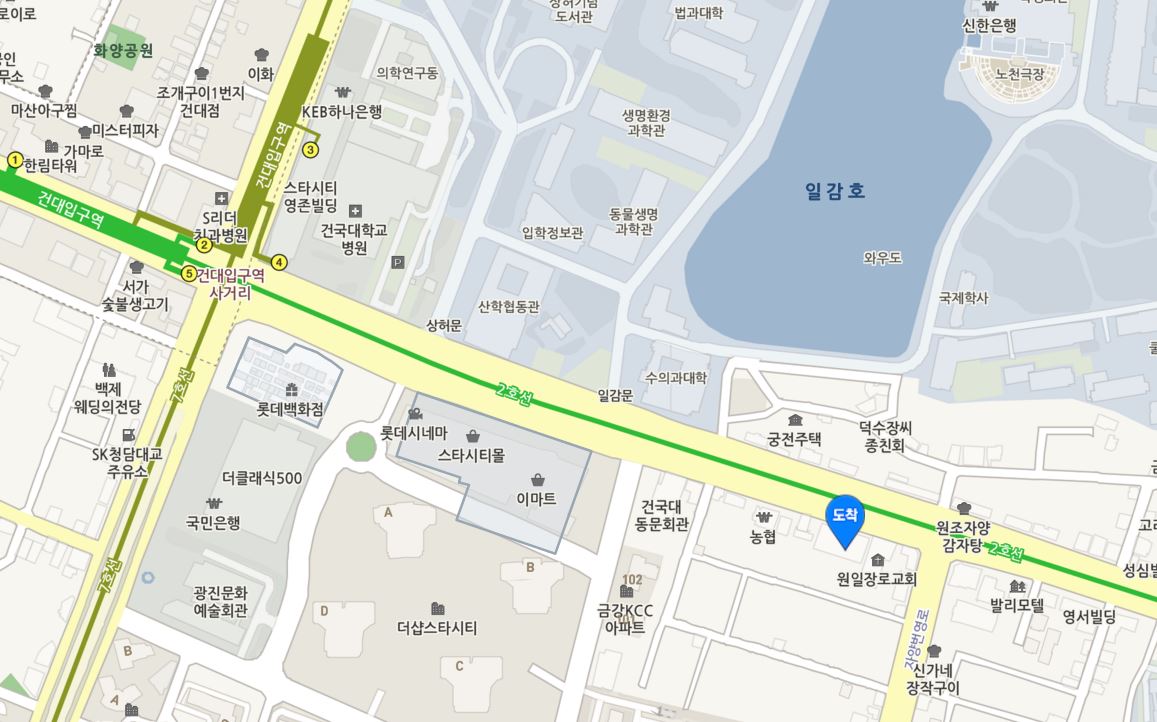 로이로
화양공원
마산아구찜
미스터피자
가마로
한림타워
1
이화
조개구이1번지
건대점
의학연구동
KEB하나은행
건대입구역
3
스타시티
영존빌딩
S리더
치과병원
건국대학교
병원
P
2
4
5
건대입구역
건대입구역
사거리
서가
숯불생고기
도서관
법과대학
신한은행
노천극장
생명환경
과학관
일감호
동물생명
과학관
입학정보관
와우도
국제학사
산학협동관
상허문
수의과대학
일감문
2호선
7호선
백제
웨딩의전당
SK청담대교
주유소
롯데백화점
롯데시네마
스타시티몰
이마트
더클래식500
국민은행
궁전주택
덕수장씨
종친회
건국대
동문회관
농협
도착
원조자양
감자탕
2호선
원일장로교회
성심빌
발리모텔
영서빌딩
자양번영로
신가네
장작구이
7호선
광진문화
예술회관
A
B
C
D
더샵스타시티
102
금강KCC
아파트
B
A